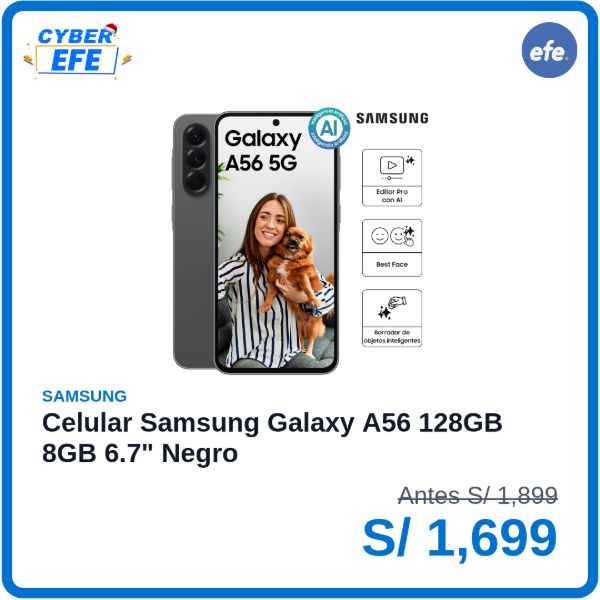 CYBER
EFE
efe.
Galaxy
A56 5G
AI
SAMSUNG
Editor Pro
con AI
Best Face
Borrador de
objetos inteligentes
SAMSUNG
Celular Samsung Galaxy A56 128GB
8GB 6.7" Negro
Antes S/ 1,899
S/ 1,699